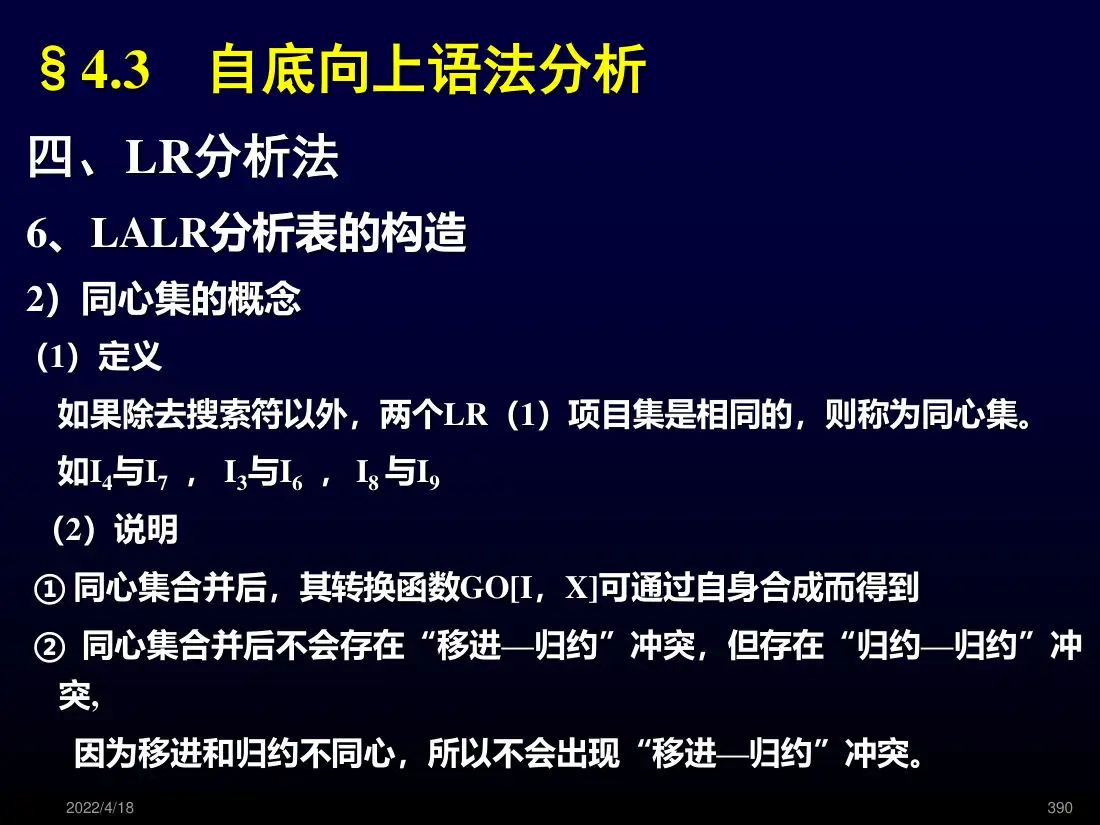 §4.3 自底向上语法分析
四、LR分析法
6、LALR分析表的构造
2）同心集的概念
（1）定义
如果除去搜索符以外，两个LR（1）项目集是相同的，则称为同心集。
如I4与I7 ， I3与I6 ， I8 与I9
（2）说明
① 同心集合并后，其转换函数GO[I，X]可通过自身合成而得到
② 同心集合并后不会存在“移进—归约”冲突，但存在“归约—归约”冲
突,
因为移进和归约不同心，所以不会出现“移进—归约”冲突。
2022/4/18
390